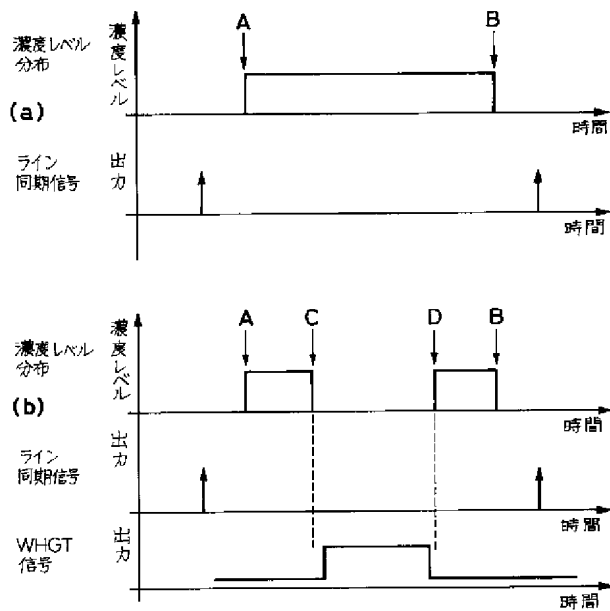 A
B
濃度レベル
分布
濃度レベル
(a)
時間
ライン
同期信号
出力
時間
A
C
D
B
濃度レベル
分布
濃度レベル
(b)
時間
ライン
同期信号
出力
時間
WHGT
信号
出力
時間